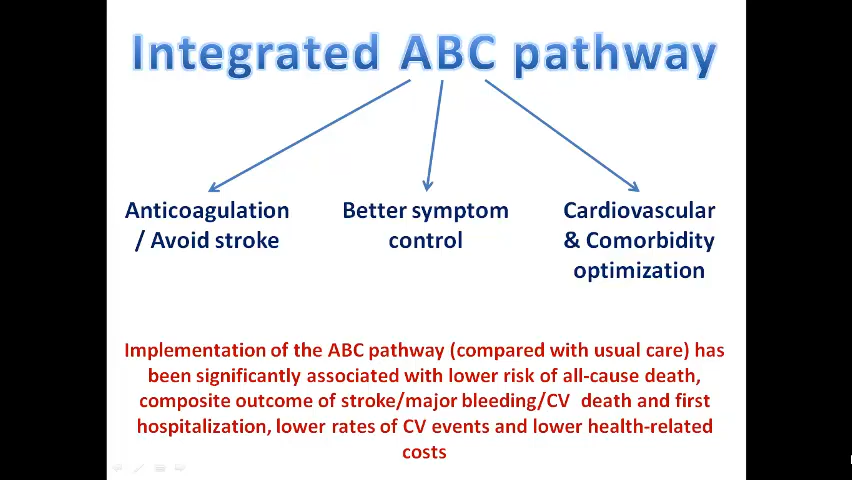 Integrated ABC pathway
Anticoagulation
/ Avoid stroke
Better symptom
control
Cardiovascular
& Comorbidity
optimization
Implementation of the ABC pathway (compared with usual care) has
been significantly associated with lower risk of all-cause death,
composite outcome of stroke/major bleeding/CV death and first
hospitalization, lower rates of CV events and lower health-related
costs